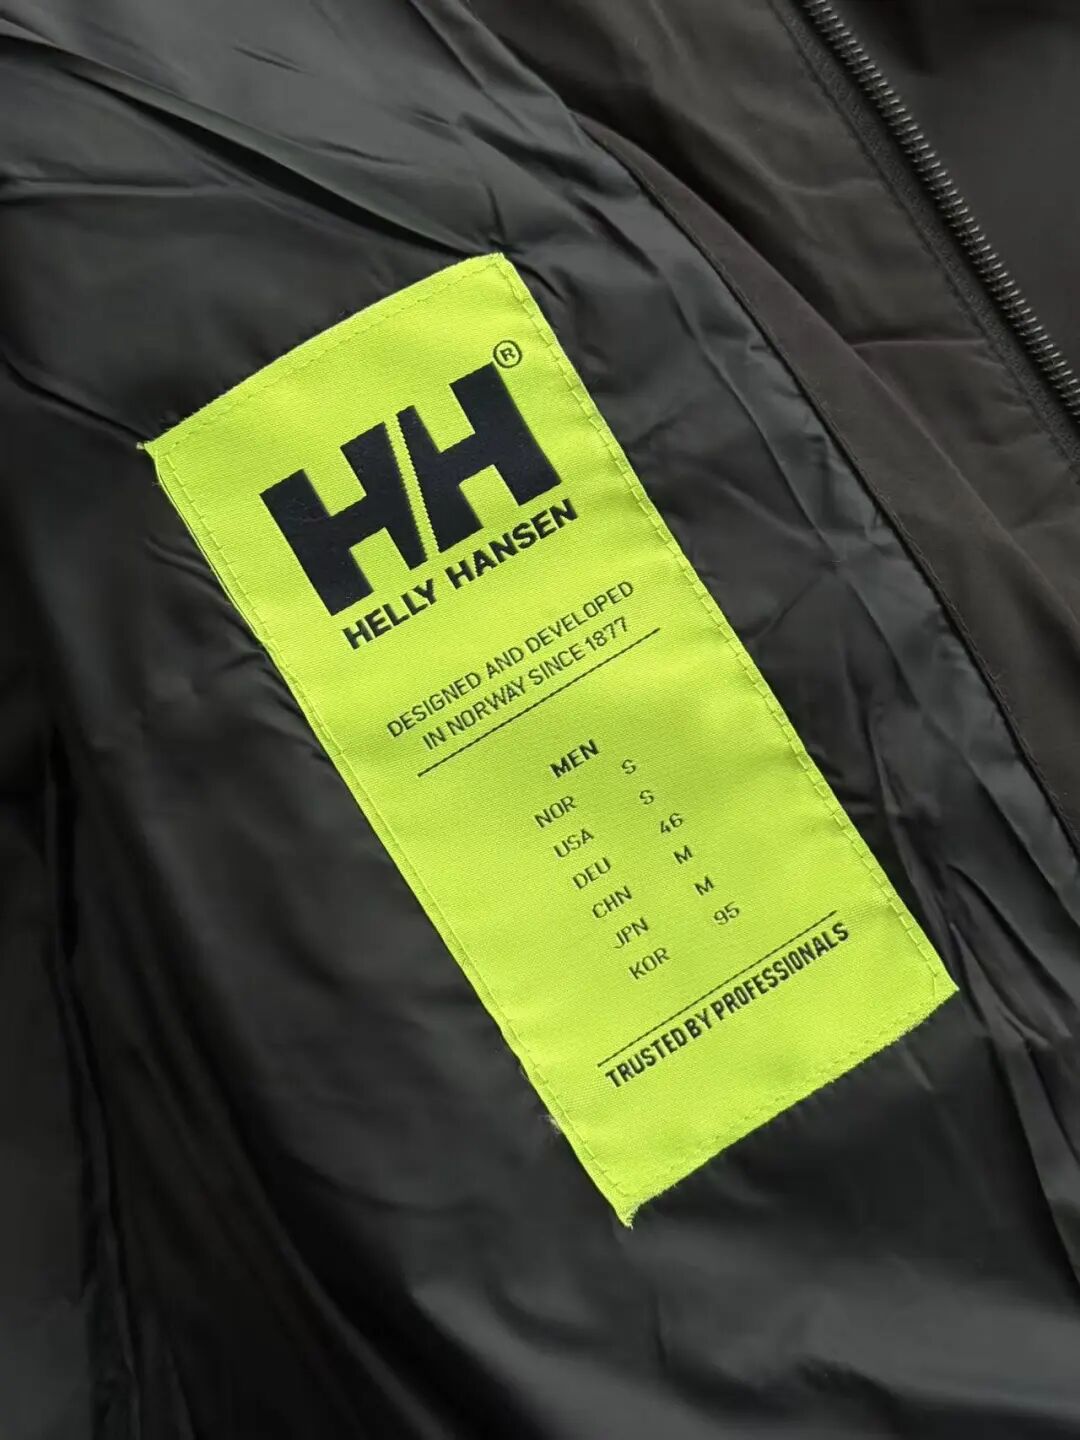 HH®
HELLY HANSEN
DESIGNED AND DEVELOPED
IN NORWAY SINCE 1877
MEN
NOR S
USA S
DEU 46
CHN M
JPN M
KOR 95
TRUSTED BY PROFESSIONALS